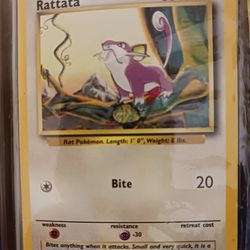 Rattata
Rat Pokémon. Length: 1' 0", Weight: 8 lbs.
Bite 20
weakness resistance retreat cost
-30
Bites anything when it attacks. Small and very quick, it is a